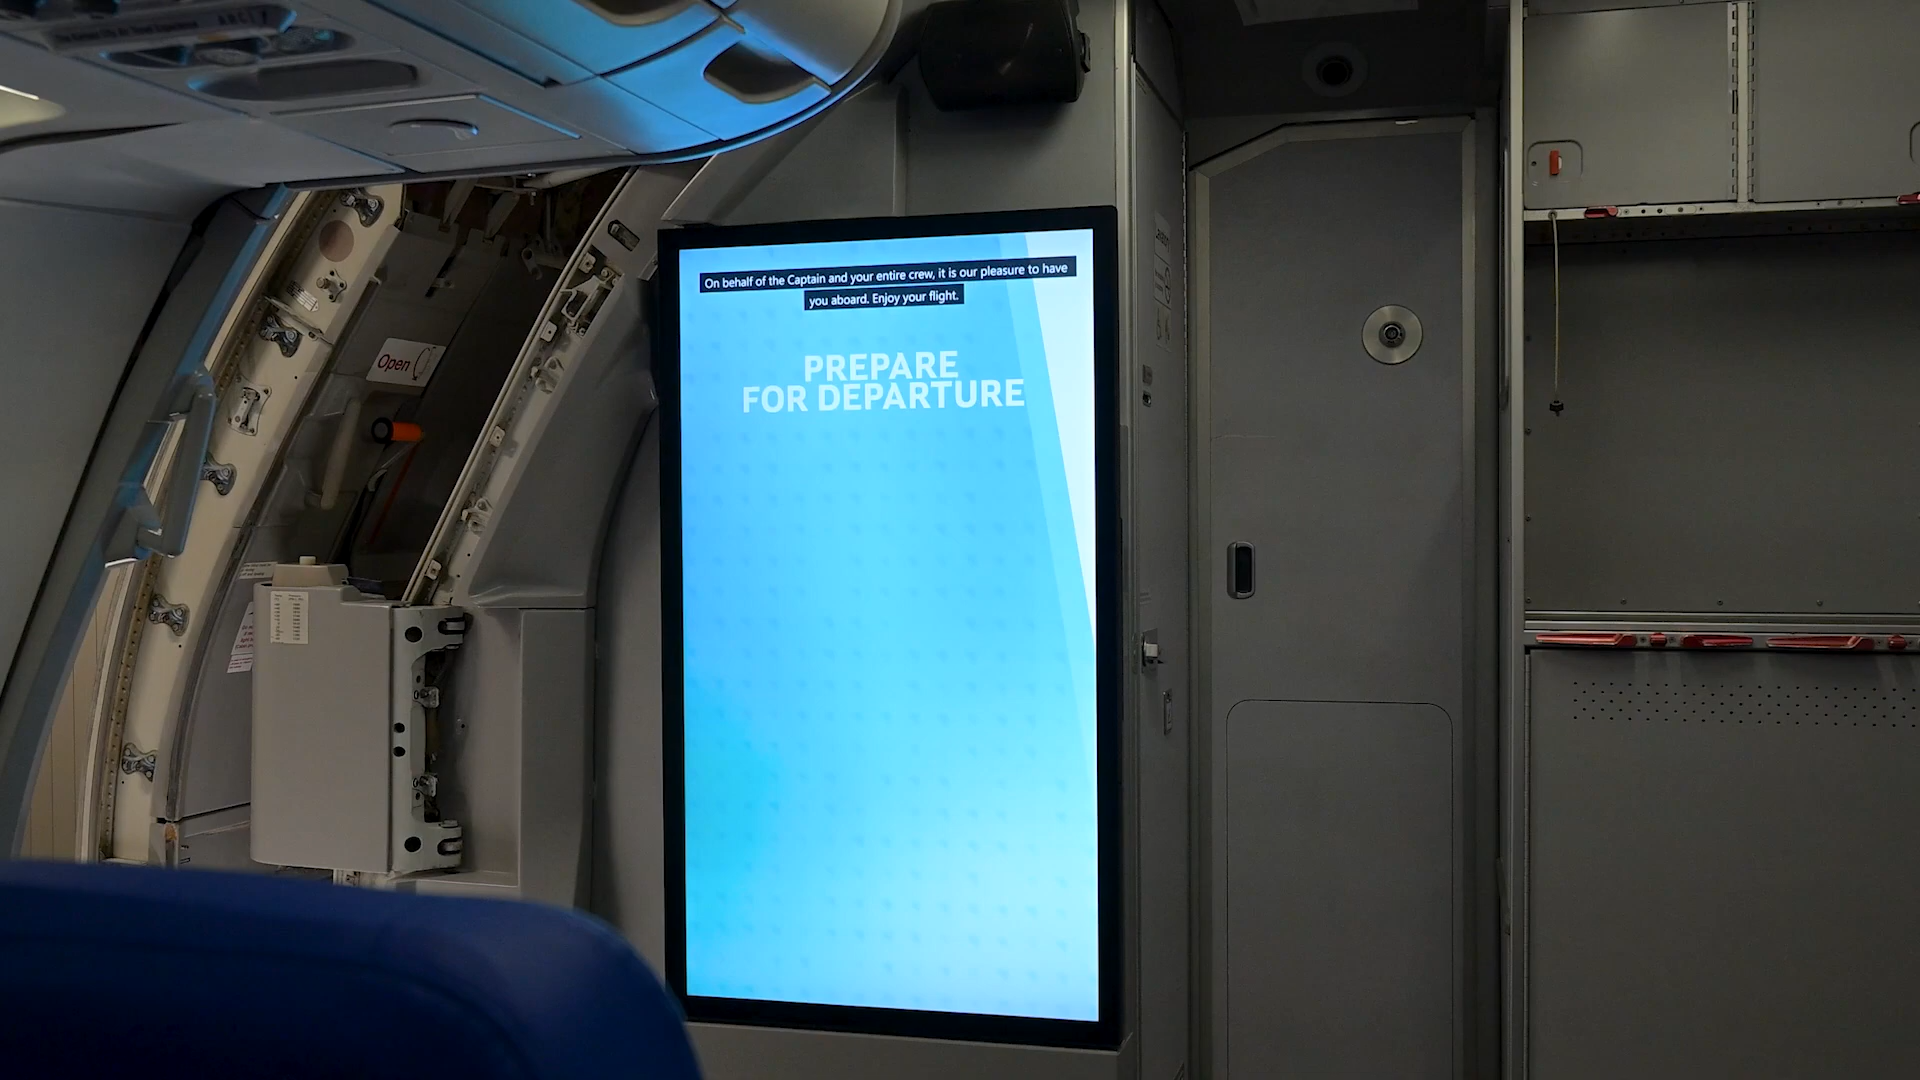 ABC
On behalf of the Captain and your entire crew, it is our pleasure to have
you aboard. Enjoy your flight.
PREPARE
FOR DEPARTURE
Open